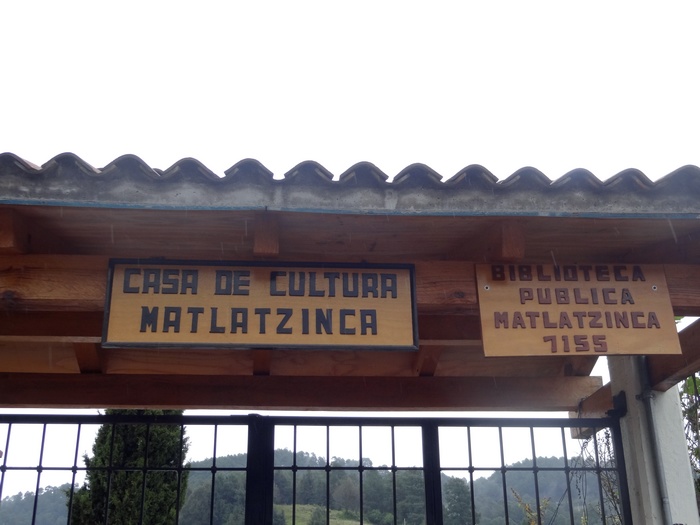 CASA DE CULTURA
MATLATZINCA
BIBLIOTECA
PUBLICA
MATLATZINCA
7155